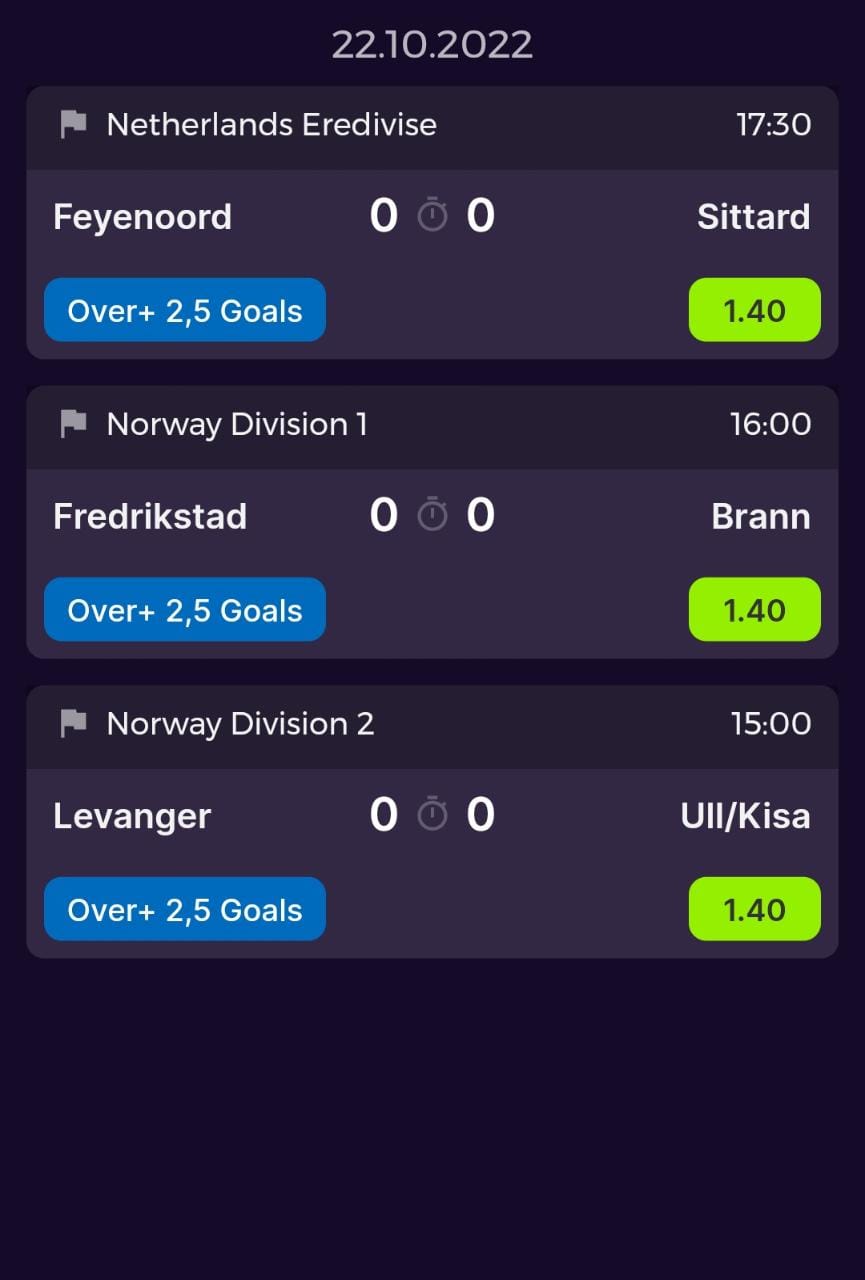 22.10.2022
Netherlands Eredivise 17:30
Feyenoord 0 0 Sittard
Over+ 2,5 Goals 1.40
Norway Division 1 16:00
Fredrikstad 0 0 Brann
Over+ 2,5 Goals 1.40
Norway Division 2 15:00
Levanger 0 0 Ull/Kisa
Over+ 2,5 Goals 1.40